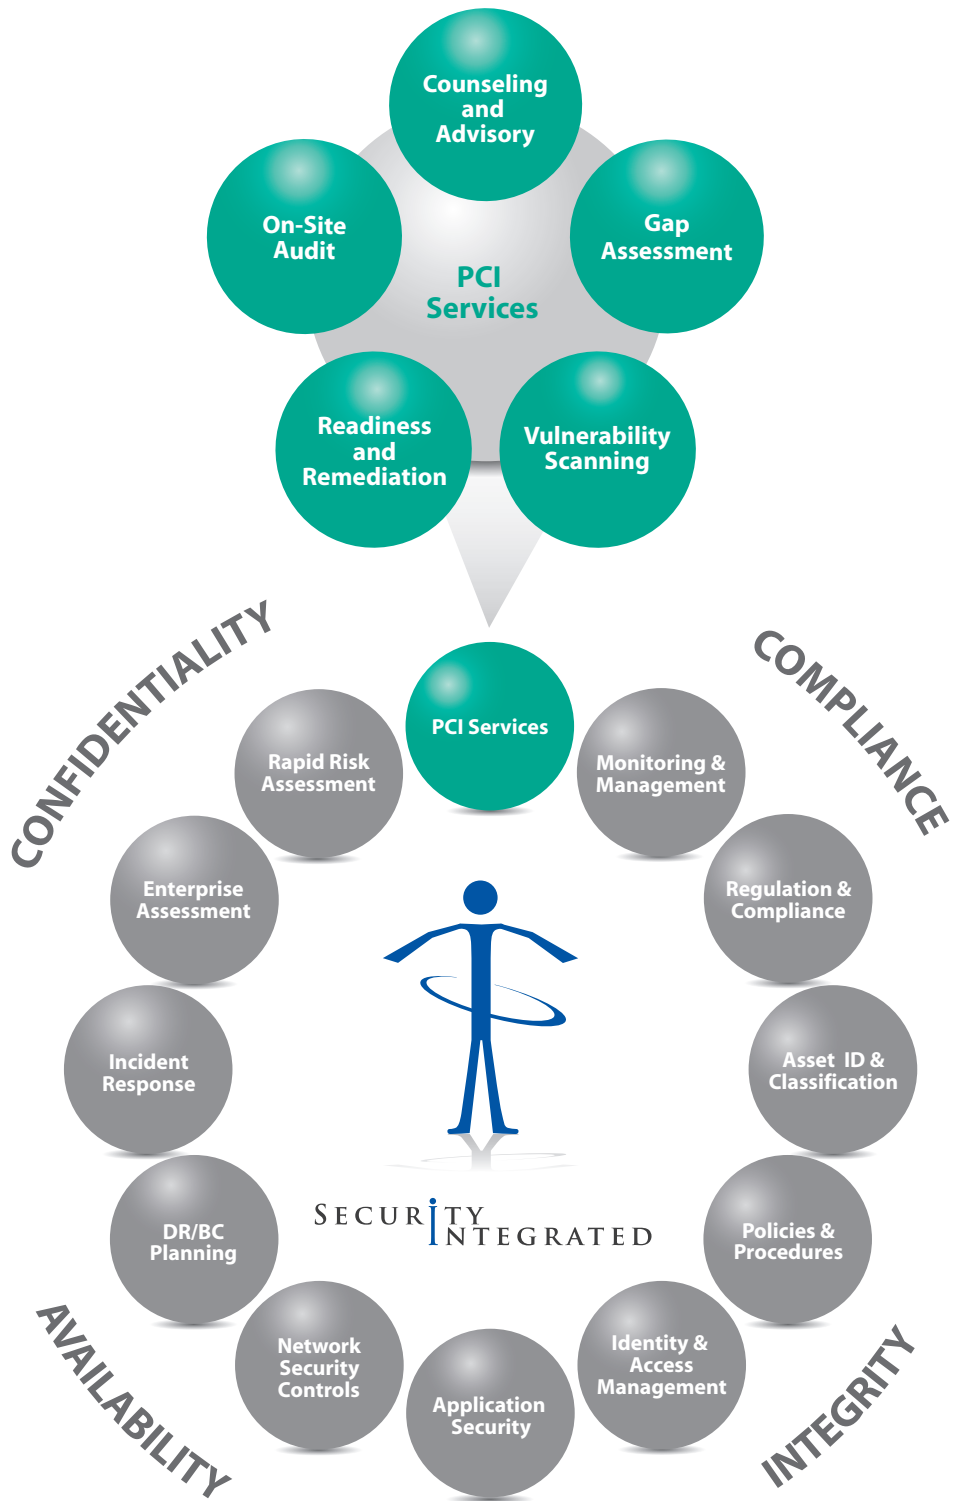 Counseling
and
Advisory
On-Site
Audit
Gap
Assessment
PCI
Services
Readiness
and
Remediation
Vulnerability
Scanning
CONFIDENTIALITY
COMPLIANCE
PCI Services
Rapid Risk
Assessment
Monitoring &
Management
Enterprise
Assessment
Regulation &
Compliance
Incident
Response
Asset ID &
Classification
DR/BC
Planning
Policies &
Procedures
SECURITY
INTEGRATED
Network
Security
Controls
Identity &
Access
Management
Application
Security
AVAILABILITY
INTEGRITY